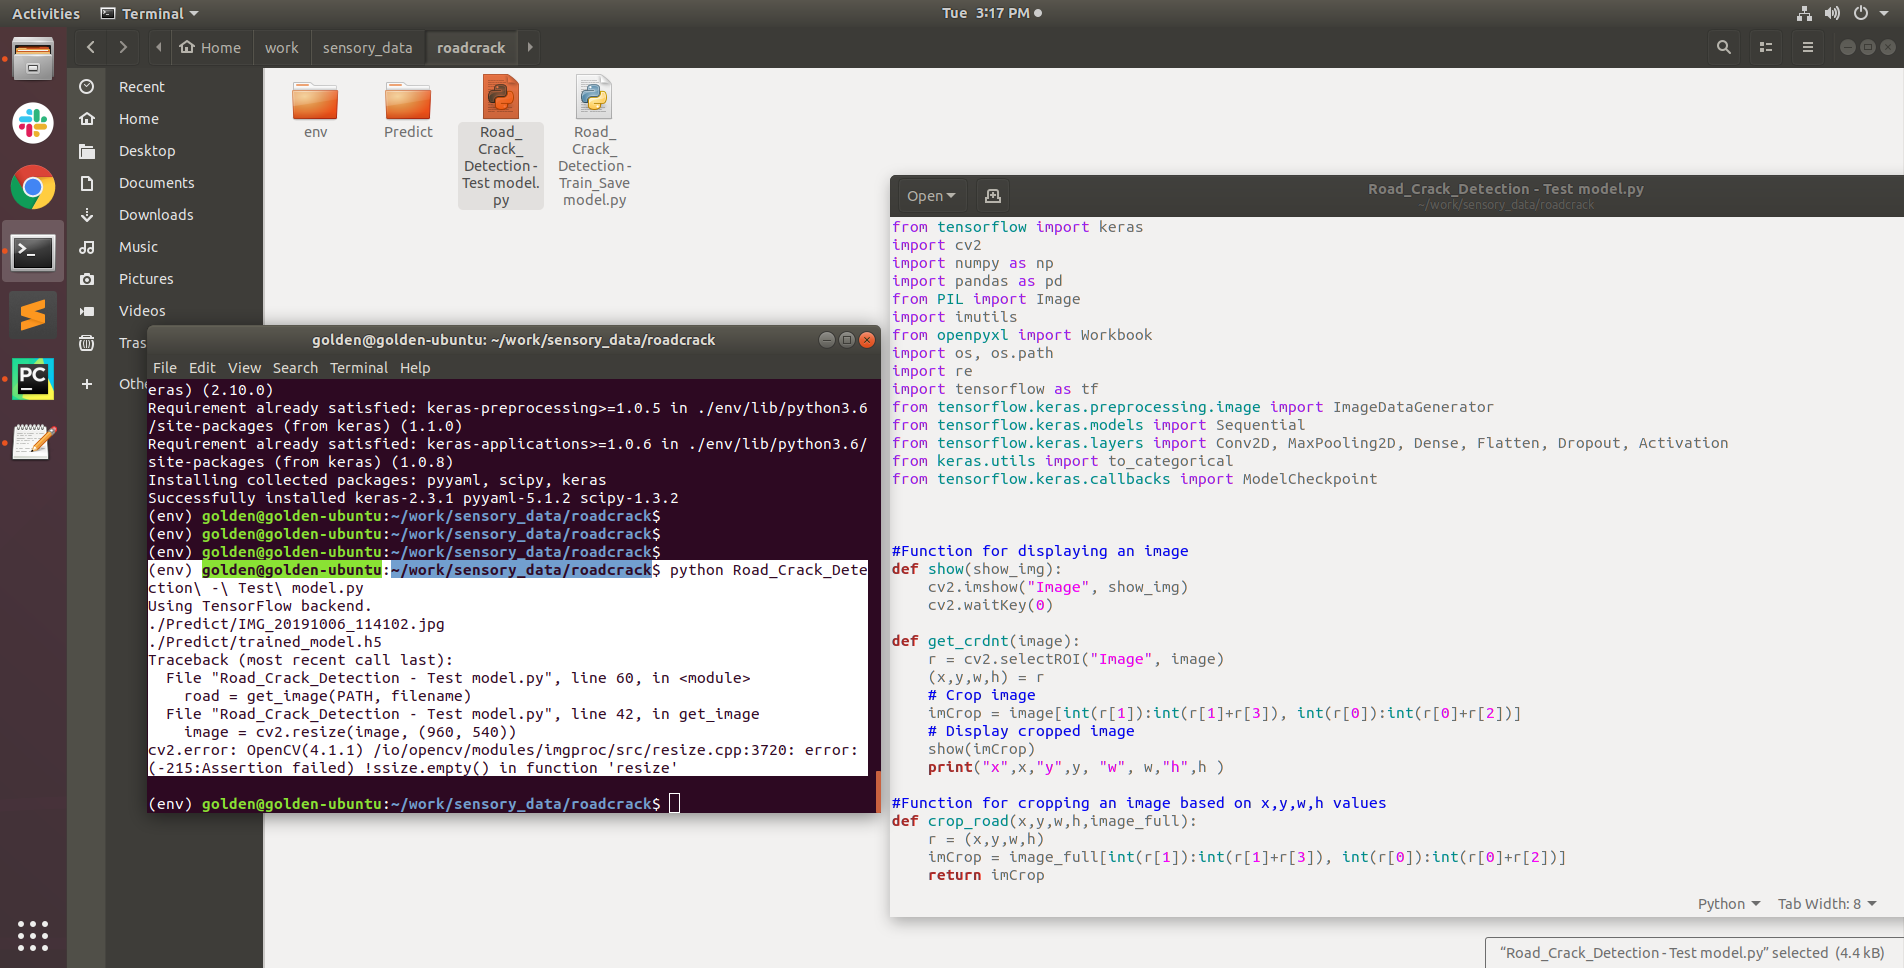 Activities
Terminal
Tue 3:17 PM
Home
work
sensory_data
roadcrack
Recent
Home
Desktop
Documents
Downloads
Music
Pictures
Videos
Tras
Othe
env
Predict
Road_
Crack_
Detection -
Test model.
py
Road_
Crack_
Detection -
Train_Save
model.py
golden@golden-ubuntu: ~/work/sensory_data/roadcrack
File Edit View Search Terminal Help
eras) (2.10.0)
Requirement already satisfied: keras-preprocessing>=1.0.5 in ./env/lib/python3.6
/site-packages (from keras) (1.1.0)
Requirement already satisfied: keras-applications>=1.0.6 in ./env/lib/python3.6/
site-packages (from keras) (1.0.8)
Installing collected packages: pyyaml, scipy, keras
Successfully installed keras-2.3.1 pyyaml-5.1.2 scipy-1.3.2
(env) golden@golden-ubuntu:~/work/sensory_data/roadcrack$
(env) golden@golden-ubuntu:~/work/sensory_data/roadcrack$
(env) golden@golden-ubuntu:~/work/sensory_data/roadcrack$
(env) golden@golden-ubuntu:~/work/sensory_data/roadcrack$ python Road_Crack_Dete
ction\ -\ Test\ model.py
Using TensorFlow backend.
./Predict/IMG_20191006_114102.jpg
./Predict/trained_model.h5
Traceback (most recent call last):
  File "Road_Crack_Detection - Test model.py", line 60, in <module>
    road = get_image(PATH, filename)
  File "Road_Crack_Detection - Test model.py", line 42, in get_image
    image = cv2.resize(image, (960, 540))
cv2.error: OpenCV(4.1.1) /io/opencv/modules/imgproc/src/resize.cpp:3720: error:
(-215:Assertion failed) !ssize.empty() in function 'resize'
(env) golden@golden-ubuntu:~/work/sensory_data/roadcrack$
Open
Road_Crack_Detection - Test model.py
~/work/sensory_data/roadcrack
from tensorflow import keras
import cv2
import numpy as np
import pandas as pd
from PIL import Image
import imutils
from openpyxl import Workbook
import os, os.path
import re
import tensorflow as tf
from tensorflow.keras.preprocessing.image import ImageDataGenerator
from tensorflow.keras.models import Sequential
from tensorflow.keras.layers import Conv2D, MaxPooling2D, Dense, Flatten, Dropout, Activation
from keras.utils import to_categorical
from tensorflow.keras.callbacks import ModelCheckpoint
#Function for displaying an image
def show(show_img):
    cv2.imshow("Image", show_img)
    cv2.waitKey(0)
def get_crdnt(image):
    r = cv2.selectROI("Image", image)
    (x,y,w,h) = r
    # Crop image
    imCrop = image[int(r[1]):int(r[1]+r[3]), int(r[0]):int(r[0]+r[2])]
    # Display cropped image
    show(imCrop)
    print("x",x,"y",y, "w", w,"h",h )
#Function for cropping an image based on x,y,w,h values
def crop_road(x,y,w,h,image_full):
    r = (x,y,w,h)
    imCrop = image_full[int(r[1]):int(r[1]+r[3]), int(r[0]):int(r[0]+r[2])]
    return imCrop
Python
Tab Width: 8
“Road_Crack_Detection - Test model.py” selected (4.4 kB)
PC